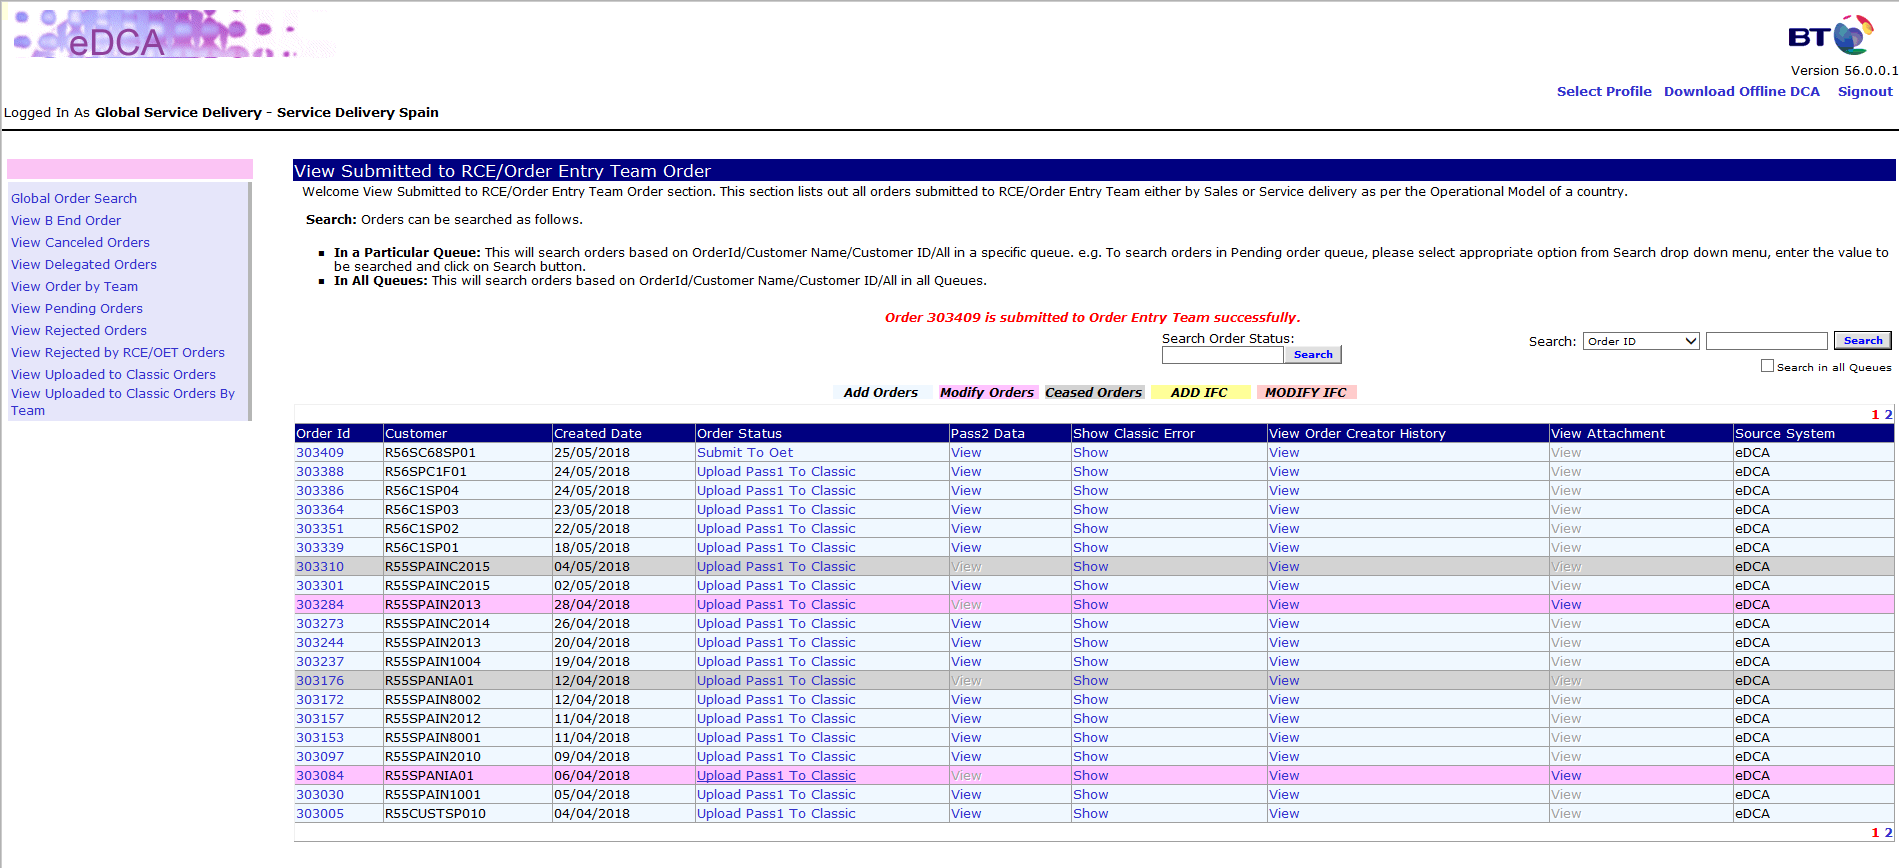 eDCA
BT
Version 56.0.0.1
Select Profile Download Offline DCA Signout
Logged In As Global Service Delivery - Service Delivery Spain
Global Order Search
View B End Order
View Canceled Orders
View Delegated Orders
View Order by Team
View Pending Orders
View Rejected Orders
View Rejected by RCE/OET Orders
View Uploaded to Classic Orders
View Uploaded to Classic Orders By
Team
View Submitted to RCE/Order Entry Team Order
Welcome View Submitted to RCE/Order Entry Team Order section. This section lists out all orders submitted to RCE/Order Entry Team either by Sales or Service delivery as per the Operational Model of a country.
Search: Orders can be searched as follows.
▪ In a Particular Queue: This will search orders based on OrderId/Customer Name/Customer ID/All in a specific queue. e.g. To search orders in Pending order queue, please select appropriate option from Search drop down menu, enter the value to
be searched and click on Search button.
▪ In All Queues: This will search orders based on OrderId/Customer Name/Customer ID/All in all Queues.
Order 303409 is submitted to Order Entry Team successfully.
Search Order Status:
Search
Search: Order ID Search
Search in all Queues
Add Orders Modify Orders Ceased Orders ADD IFC MODIFY IFC
1 2
Order Id Customer Created Date Order Status Pass2 Data Show Classic Error View Order Creator History View Attachment Source System
303409 R56SC68SP01 25/05/2018 Submit To Oet View Show View View eDCA
303388 R56SPC1F01 24/05/2018 Upload Pass1 To Classic View Show View View eDCA
303386 R56C1SP04 24/05/2018 Upload Pass1 To Classic View Show View View eDCA
303364 R56C1SP03 23/05/2018 Upload Pass1 To Classic View Show View View eDCA
303351 R56C1SP02 22/05/2018 Upload Pass1 To Classic View Show View View eDCA
303339 R56C1SP01 18/05/2018 Upload Pass1 To Classic View Show View View eDCA
303310 R55SPAINC2015 04/05/2018 Upload Pass1 To Classic View Show View View eDCA
303301 R55SPAINC2015 02/05/2018 Upload Pass1 To Classic View Show View View eDCA
303284 R55SPAIN2013 28/04/2018 Upload Pass1 To Classic View Show View View eDCA
303273 R55SPAINC2014 26/04/2018 Upload Pass1 To Classic View Show View View eDCA
303244 R55SPAIN2013 20/04/2018 Upload Pass1 To Classic View Show View View eDCA
303237 R55SPAIN1004 19/04/2018 Upload Pass1 To Classic View Show View View eDCA
303176 R55SPANIA01 12/04/2018 Upload Pass1 To Classic View Show View View eDCA
303172 R55SPAIN8002 12/04/2018 Upload Pass1 To Classic View Show View View eDCA
303157 R55SPAIN2012 11/04/2018 Upload Pass1 To Classic View Show View View eDCA
303153 R55SPAIN8001 11/04/2018 Upload Pass1 To Classic View Show View View eDCA
303097 R55SPAIN2010 09/04/2018 Upload Pass1 To Classic View Show View View eDCA
303084 R55SPANIA01 06/04/2018 Upload Pass1 To Classic View Show View View eDCA
303030 R55SPAIN1001 05/04/2018 Upload Pass1 To Classic View Show View View eDCA
303005 R55CUSTSP010 04/04/2018 Upload Pass1 To Classic View Show View View eDCA
1 2